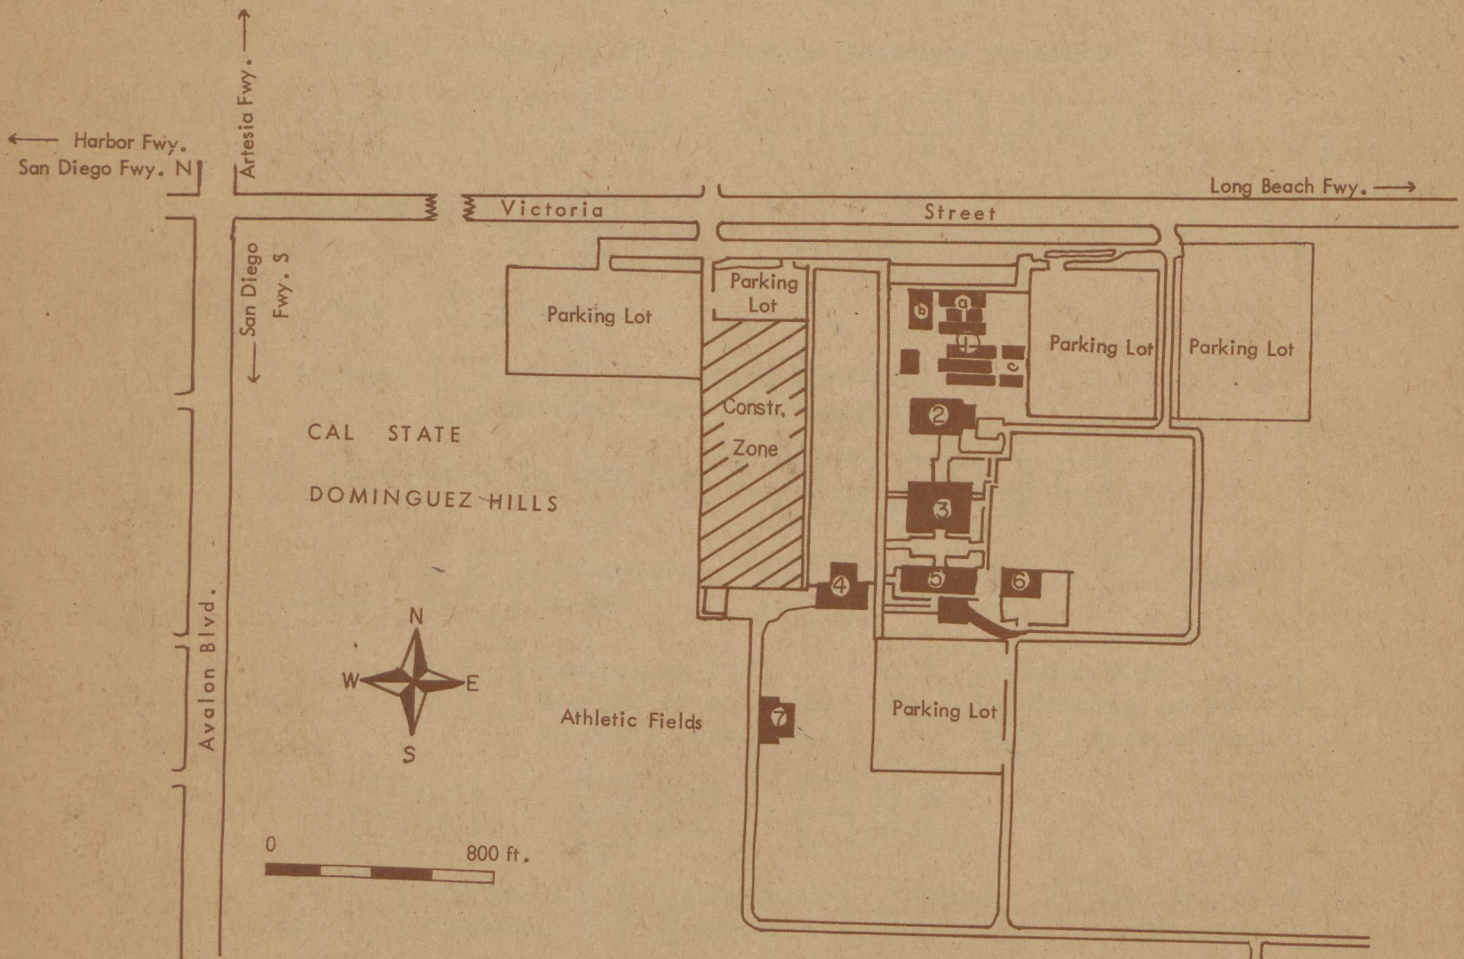 Artesia Fwy.
Harbor Fwy.
San Diego Fwy. N
Long Beach Fwy.
Victoria Street
San Diego
Fwy. S
Parking Lot
Parking
Lot
b
a
1
c
Parking Lot
Parking Lot
Constr.
Zone
2
CAL STATE
DOMINGUEZ HILLS
3
4
5
6
Avalon Blvd.
N
W
E
S
Athletic Fields
7
Parking Lot
0
800 ft.